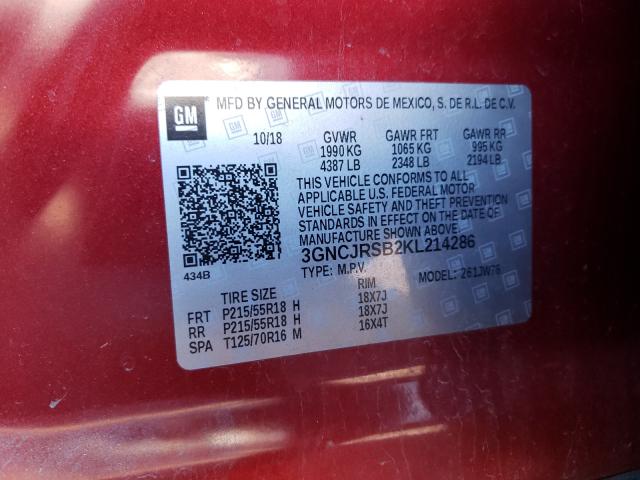 GM
MFD BY GENERAL MOTORS DE MEXICO, S. DE R.L. DE C.V.
10/18 GVWR GAWR FRT GAWR RR
1990 KG 1065 KG 995 KG
4387 LB 2348 LB 2194 LB
THIS VEHICLE CONFORMS TO ALL
APPLICABLE U.S. FEDERAL MOTOR
VEHICLE SAFETY AND THEFT PREVENTION
STANDARDS IN EFFECT ON THE DATE OF
MANUFACTURE SHOWN ABOVE.
434B
3GNCJRSB2KL214286
TYPE: M.P.V. MODEL: 261JW76
TIRE SIZE RIM
FRT P215/55R18 H 18X7J
RR P215/55R18 H 18X7J
SPA T125/70R16 M 16X4T